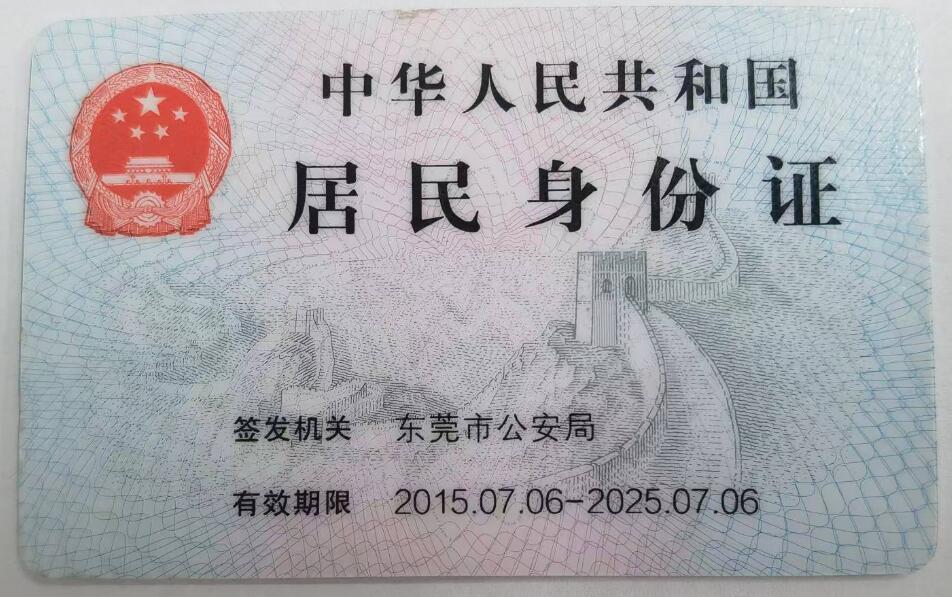 中华人民共和国
居民身份证
签发机关 东莞市公安局
有效期限 2015.07.06-2025.07.06